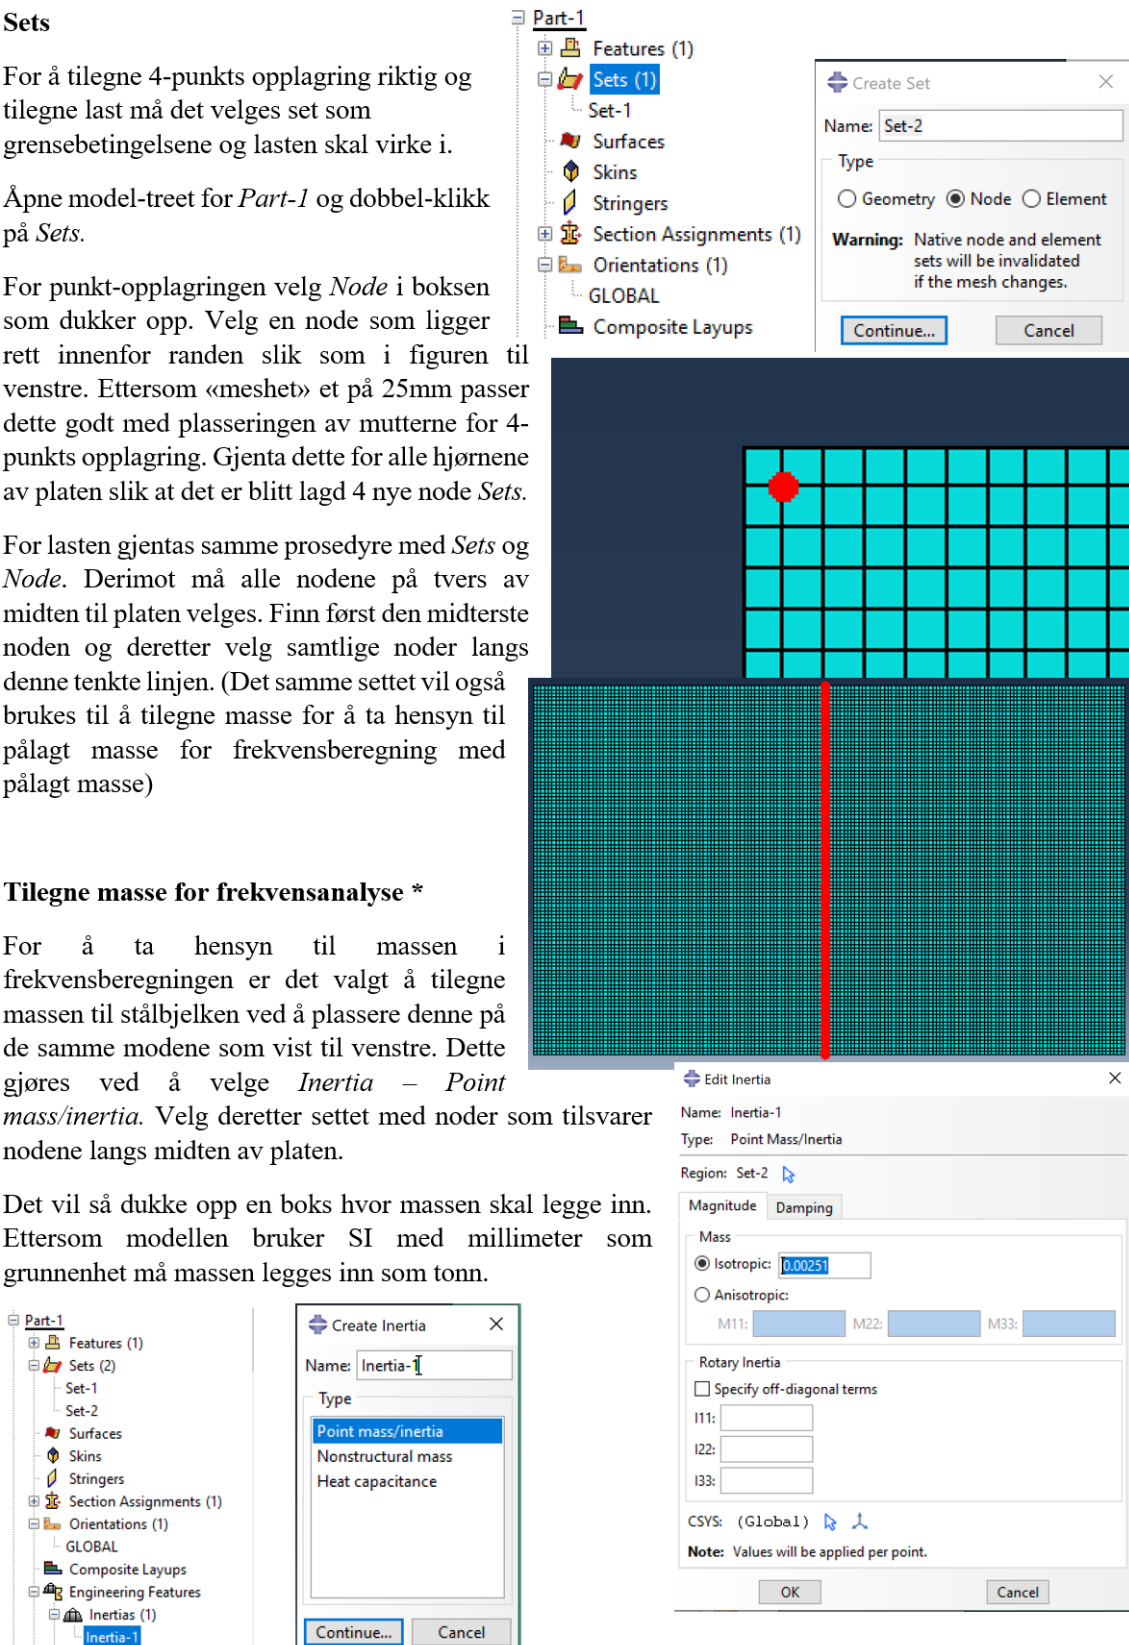 Sets
For å tilegne 4-punkts opplagring riktig og
tilegne last må det velges set som
grensebetingelsene og lasten skal virke i.
Åpne model-treet for Part-1 og dobbel-klikk
på Sets.
For punkt-opplagringen velg Node i boksen
som dukker opp. Velg en node som ligger
rett innenfor randen slik som i figuren til
venstre. Ettersom «meshet» et på 25mm passer
dette godt med plasseringen av mutterne for 4-
punkts opplagring. Gjenta dette for alle hjørnene
av platen slik at det er blitt lagd 4 nye node Sets.
For lasten gjentas samme prosedyre med Sets og
Node. Derimot må alle nodene på tvers av
midten til platen velges. Finn først den midterste
noden og deretter velg samtlige noder langs
denne tenkte linjen. (Det samme settet vil også
brukes til å tilegne masse for å ta hensyn til
pålagt masse for frekvensberegning med
pålagt masse)
Part-1
Features (1)
Sets (1)
Set-1
Surfaces
Skins
Stringers
Section Assignments (1)
Orientations (1)
GLOBAL
Composite Layups
Create Set
Name: Set-2
Type
Geometry Node Element
Warning: Native node and element
sets will be invalidated
if the mesh changes.
Continue... Cancel
Tilegne masse for frekvensanalyse *
For å ta hensyn til massen i
frekvensberegningen er det valgt å tilegne
massen til stålbjelken ved å plassere denne på
de samme modene som vist til venstre. Dette
gjøres ved å velge Inertia – Point
mass/inertia. Velg deretter settet med noder som tilsvarer
nodene langs midten av platen.
Det vil så dukke opp en boks hvor massen skal legge inn.
Ettersom modellen bruker SI med millimeter som
grunnenhet må massen legges inn som tonn.
Edit Inertia
Name: Inertia-1
Type: Point Mass/Inertia
Region: Set-2
Magnitude Damping
Mass
Isotropic: 0.00251
Anisotropic:
M11: M22: M33:
Rotary Inertia
Specify off-diagonal terms
I11:
I22:
I33:
CSYS: (Global)
Note: Values will be applied per point.
OK Cancel
Part-1
Features (1)
Sets (2)
Set-1
Set-2
Surfaces
Skins
Stringers
Section Assignments (1)
Orientations (1)
GLOBAL
Composite Layups
Engineering Features
Inertias (1)
Inertia-1
Create Inertia
Name: Inertia-1
Type
Point mass/inertia
Nonstructural mass
Heat capacitance
Continue... Cancel